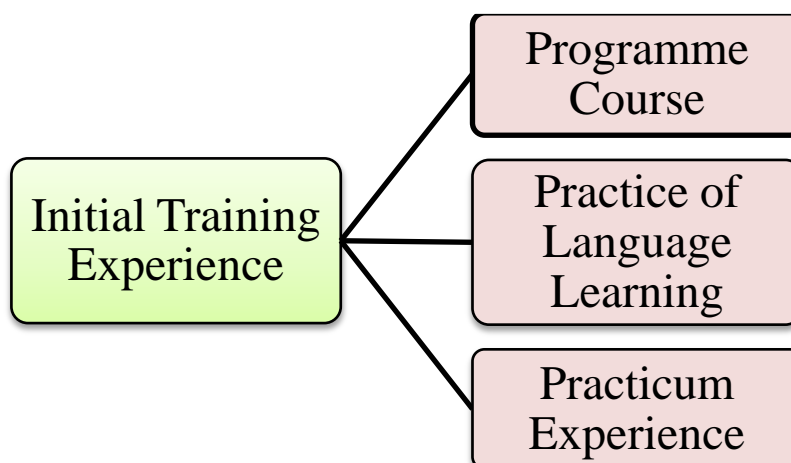 Programme
Course
Initial Training
Experience
Practice of
Language
Learning
Practicum
Experience